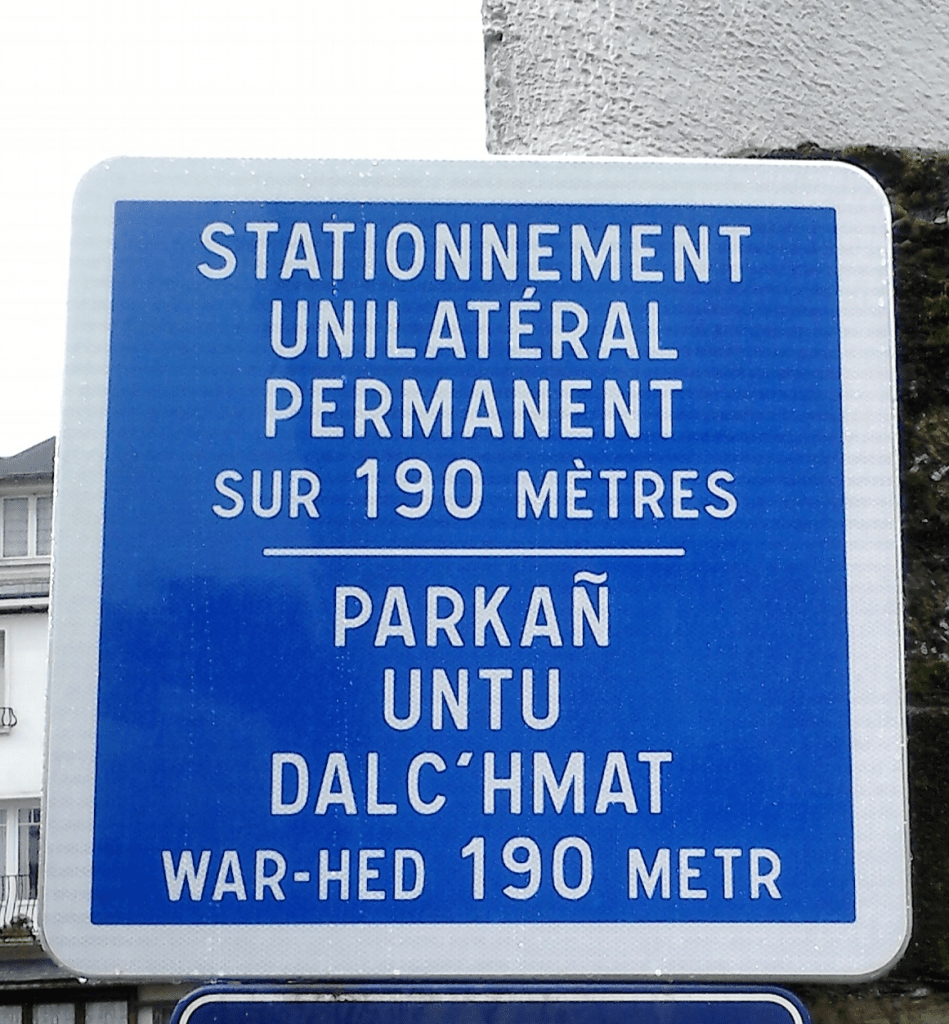 STATIONNEMENT
UNILATÉRAL
PERMANENT
SUR 190 MÈTRES
PARKAÑ
UNTU
DALC'HMAT
WAR-HED 190 METR